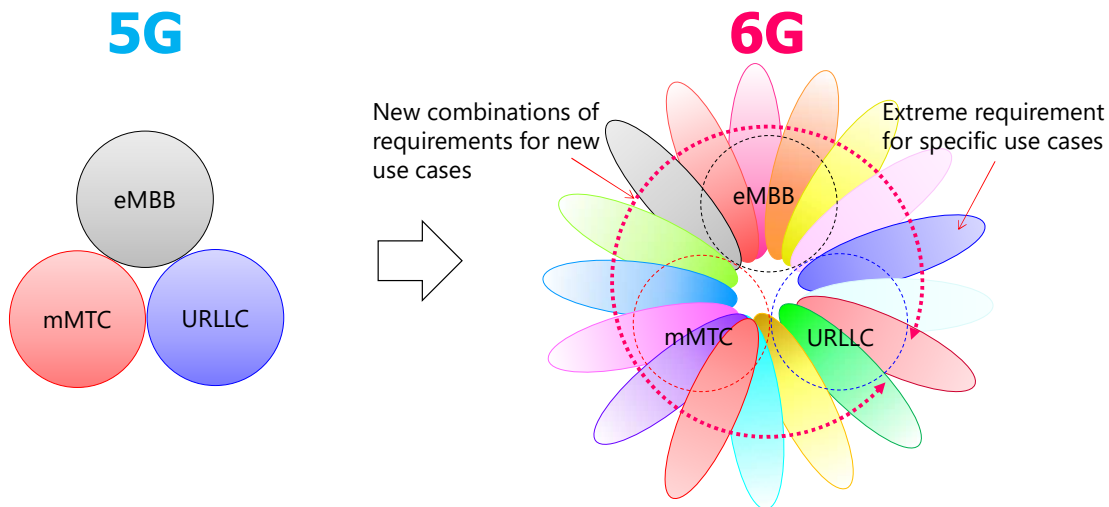 5G
6G
New combinations of
requirements for new
use cases
Extreme requirement
for specific use cases
eMBB
mMTC
URLLC
eMBB
mMTC
URLLC